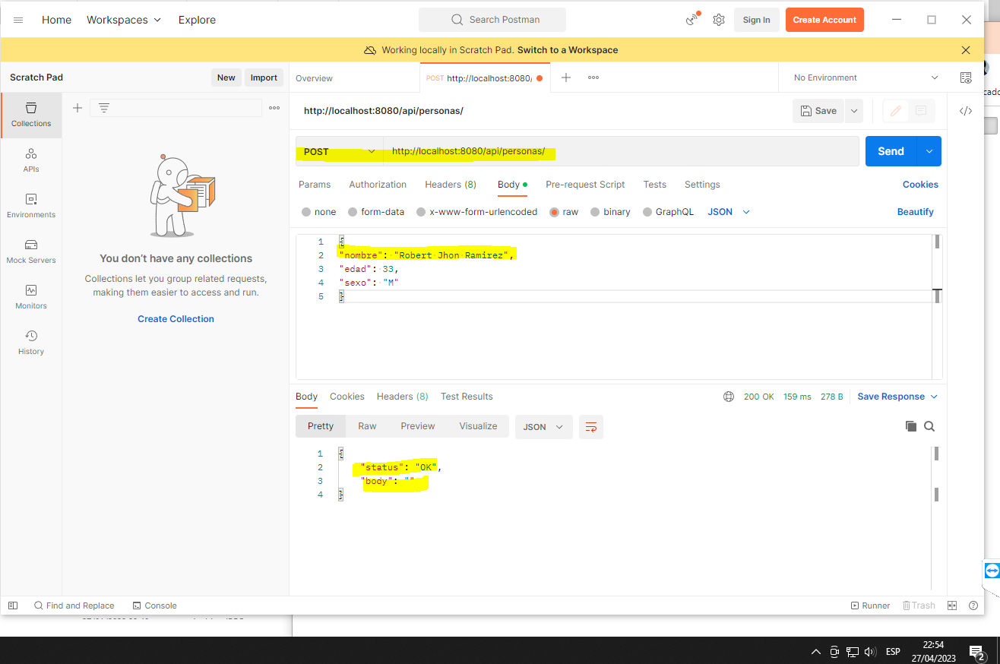 Home Workspaces Explore Search Postman Sign In Create Account
Working locally in Scratch Pad. Switch to a Workspace
Scratch Pad New Import
Overview POST http://localhost:8080/ No Environment
Collections
APIs
Environments
Mock Servers
Monitors
History
You don’t have any collections
Collections let you group related requests,
making them easier to access and run.
Create Collection
http://localhost:8080/api/personas/ Save
POST http://localhost:8080/api/personas/ Send
Params Authorization Headers (8) Body Pre-request Script Tests Settings Cookies
none form-data x-www-form-urlencoded raw binary GraphQL JSON Beautify
1 {
2 "nombre": "Robert Jhon Ramirez",
3 "edad": 33,
4 "sexo": "M"
5 }
Body Cookies Headers (8) Test Results 200 OK 159 ms 278 B Save Response
Pretty Raw Preview Visualize JSON
1 {
2 "status": "OK",
3 "body": ""
4 }
Find and Replace Console Runner Trash
ESP 22:54
27/04/2023 2